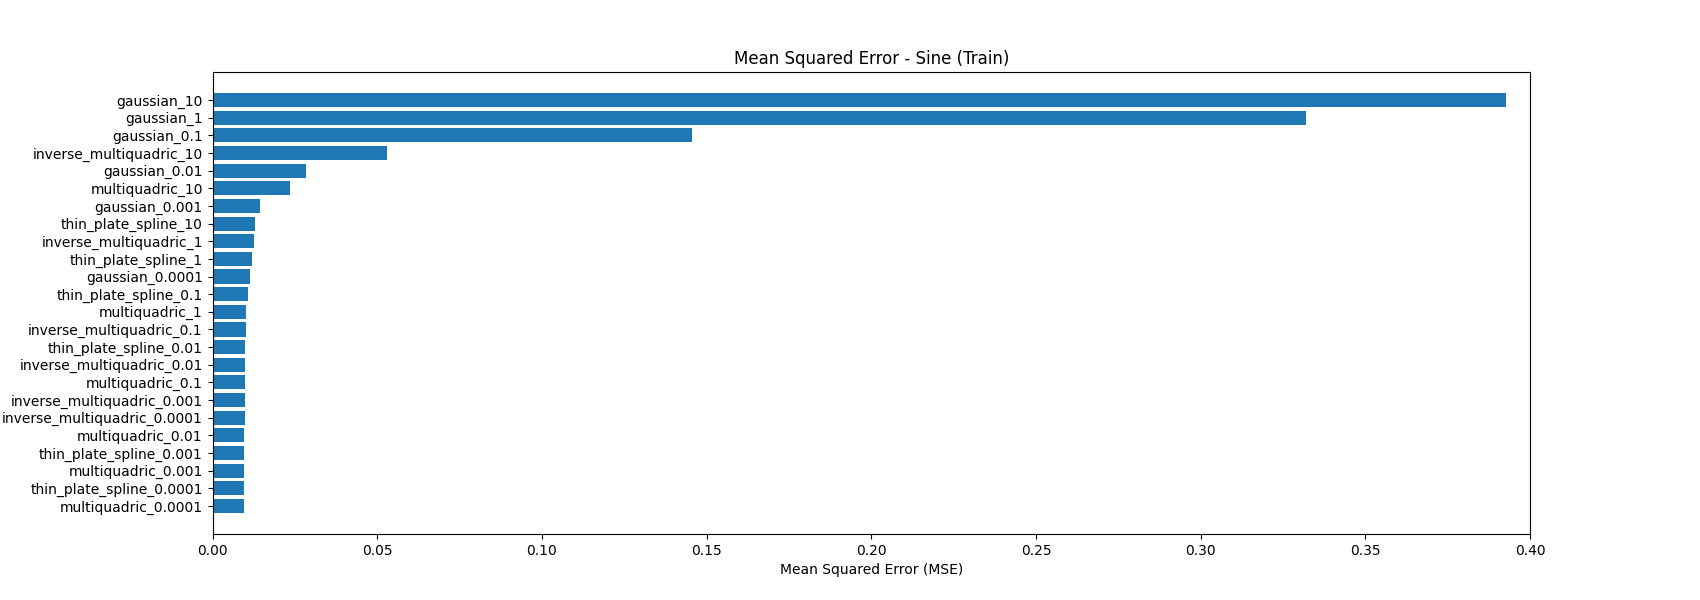 Mean Squared Error - Sine (Train)
gaussian_10
gaussian_1
gaussian_0.1
inverse_multiquadric_10
gaussian_0.01
multiquadric_10
gaussian_0.001
thin_plate_spline_10
inverse_multiquadric_1
thin_plate_spline_1
gaussian_0.0001
thin_plate_spline_0.1
multiquadric_1
inverse_multiquadric_0.1
thin_plate_spline_0.01
inverse_multiquadric_0.01
multiquadric_0.1
inverse_multiquadric_0.001
inverse_multiquadric_0.0001
multiquadric_0.01
thin_plate_spline_0.001
multiquadric_0.001
thin_plate_spline_0.0001
multiquadric_0.0001
0.00 0.05 0.10 0.15 0.20 0.25 0.30 0.35 0.40
Mean Squared Error (MSE)